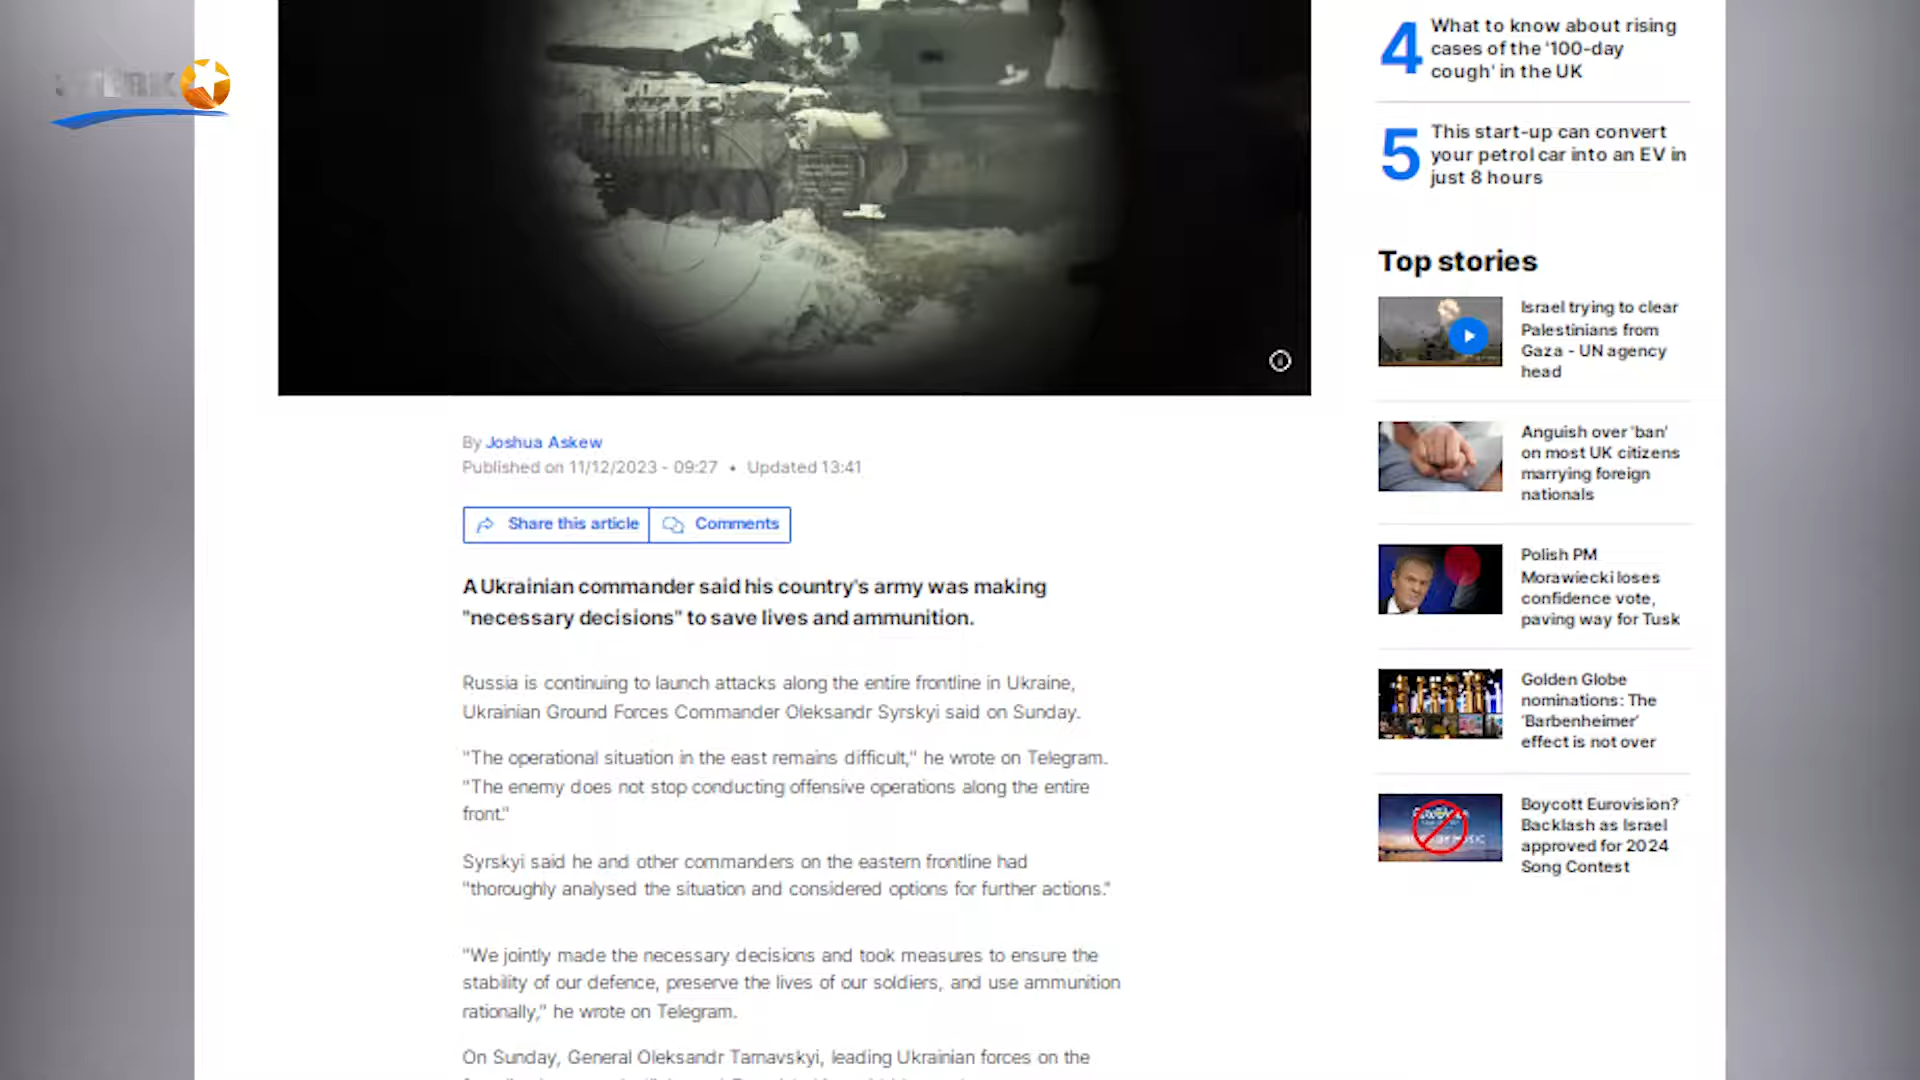 4
What to know about rising
cases of the '100-day
cough' in the UK
5
This start-up can convert
your petrol car into an EV in
just 8 hours
Top stories
Israel trying to clear
Palestinians from
Gaza - UN agency
head
Anguish over 'ban'
on most UK citizens
marrying foreign
nationals
Polish PM
Morawiecki loses
confidence vote,
paving way for Tusk
Golden Globe
nominations: The
'Barbenheimer'
effect is not over
Boycott Eurovision?
Backlash as Israel
approved for 2024
Song Contest
By Joshua Askew
Published on 11/12/2023 - 09:27 • Updated 13:41
Share this article
Comments
A Ukrainian commander said his country's army was making
"necessary decisions" to save lives and ammunition.
Russia is continuing to launch attacks along the entire frontline in Ukraine,
Ukrainian Ground Forces Commander Oleksandr Syrskyi said on Sunday.
"The operational situation in the east remains difficult," he wrote on Telegram.
"The enemy does not stop conducting offensive operations along the entire
front."
Syrskyi said he and other commanders on the eastern frontline had
"thoroughly analysed the situation and considered options for further actions."
"We jointly made the necessary decisions and took measures to ensure the
stability of our defence, preserve the lives of our soldiers, and use ammunition
rationally," he wrote on Telegram.
On Sunday, General Oleksandr Tarnavskyi, leading Ukrainian forces on the